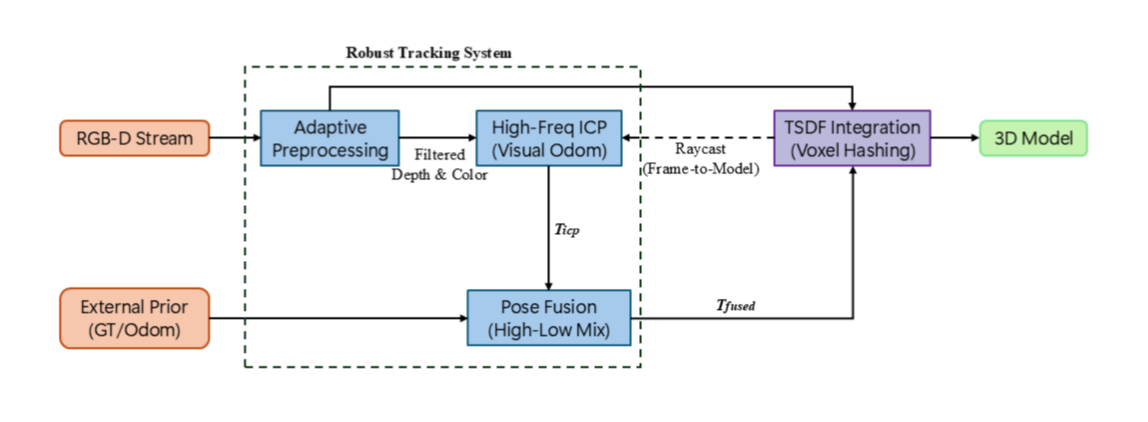 Robust Tracking System
RGB-D Stream
Adaptive
Preprocessing
Filtered
Depth & Color
High-Freq ICP
(Visual Odom)
Raycast
(Frame-to-Model)
TSDF Integration
(Voxel Hashing)
3D Model
Ticp
External Prior
(GT/Odom)
Pose Fusion
(High-Low Mix)
Tfused